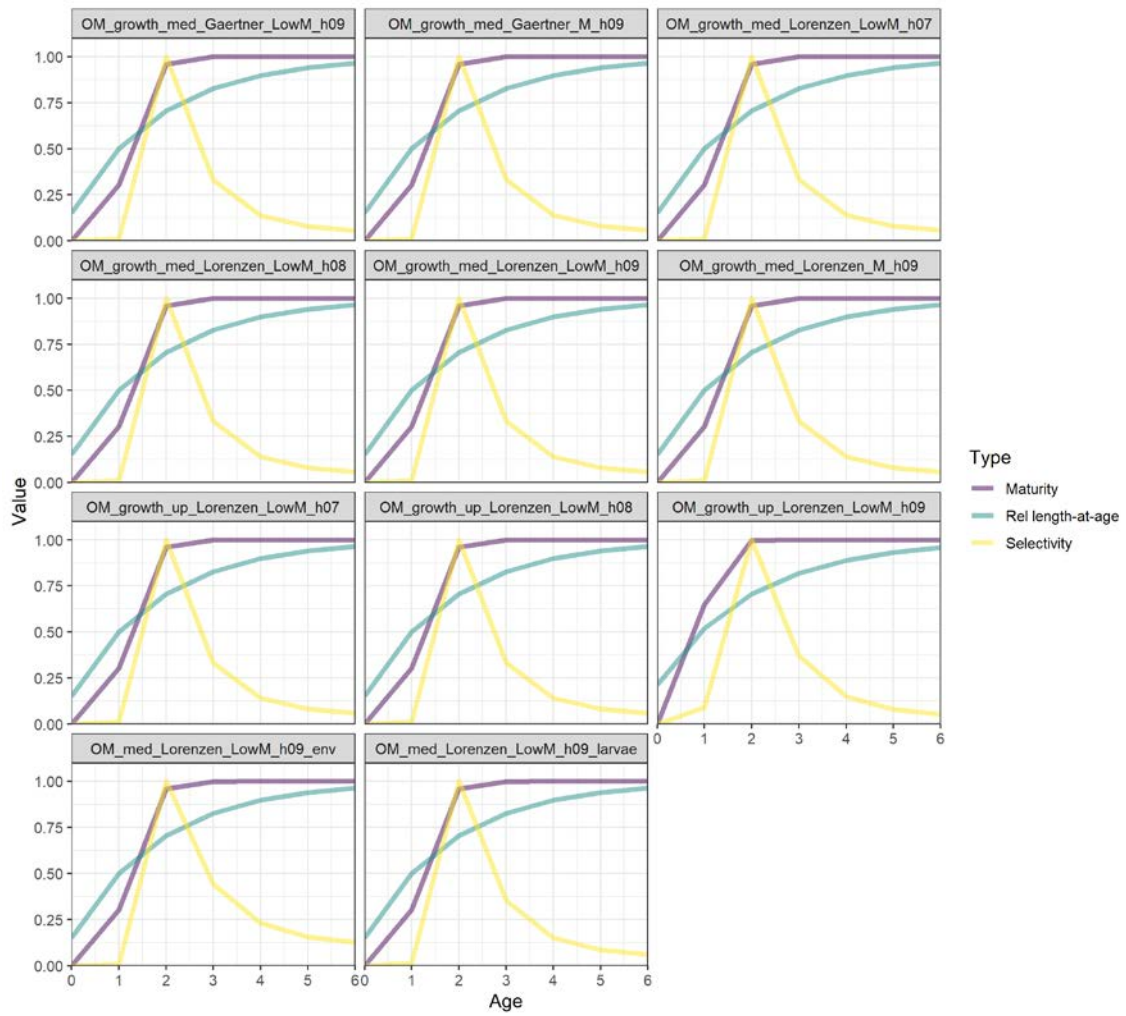 OM_growth_med_Gaertner_LowM_h09
OM_growth_med_Gaertner_M_h09
OM_growth_med_Lorenzen_LowM_h07
1.00
0.75
0.50
0.25
0.00
OM_growth_med_Lorenzen_LowM_h08
OM_growth_med_Lorenzen_LowM_h09
OM_growth_med_Lorenzen_M_h09
1.00
0.75
0.50
0.25
0.00
OM_growth_up_Lorenzen_LowM_h07
OM_growth_up_Lorenzen_LowM_h08
OM_growth_up_Lorenzen_LowM_h09
1.00
0.75
0.50
0.25
0.00
0 1 2 3 4 5 6
OM_med_Lorenzen_LowM_h09_env
OM_med_Lorenzen_LowM_h09_larvae
1.00
0.75
0.50
0.25
0.00
0 1 2 3 4 5 6
0 1 2 3 4 5 6
Value
Age
Type
Maturity
Rel length-at-age
Selectivity